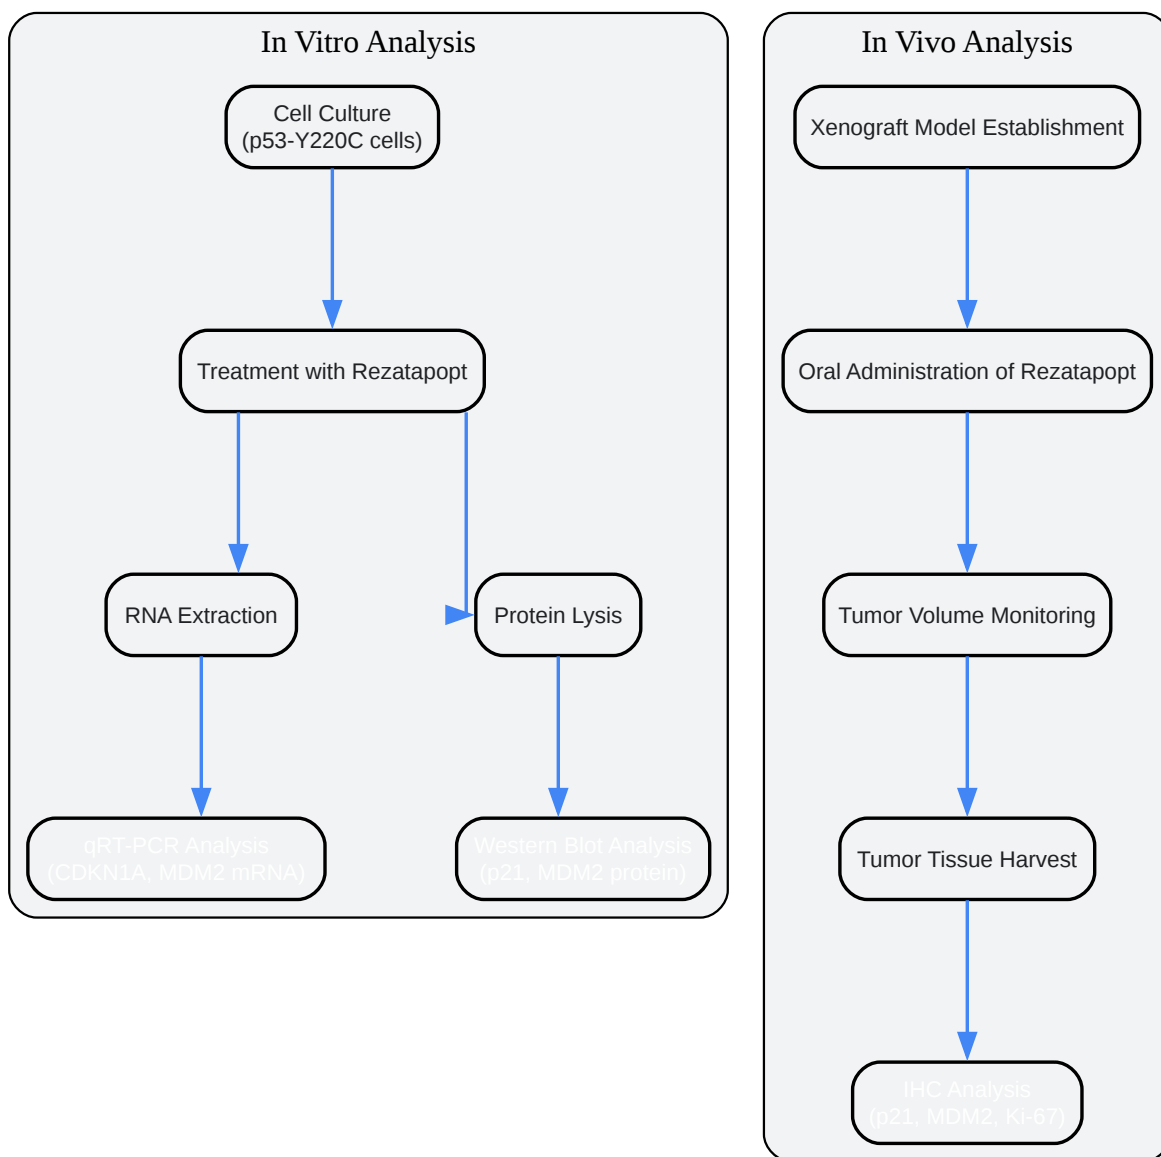 In Vitro Analysis
Cell Culture
(p53-Y220C cells)
Treatment with Rezatapopt
RNA Extraction
Protein Lysis
qRT-PCR Analysis
(CDKN1A, MDM2 mRNA)
Western Blot Analysis
(p21, MDM2 protein)
In Vivo Analysis
Xenograft Model Establishment
Oral Administration of Rezatapopt
Tumor Volume Monitoring
Tumor Tissue Harvest
IHC Analysis
(p21, MDM2, Ki-67)